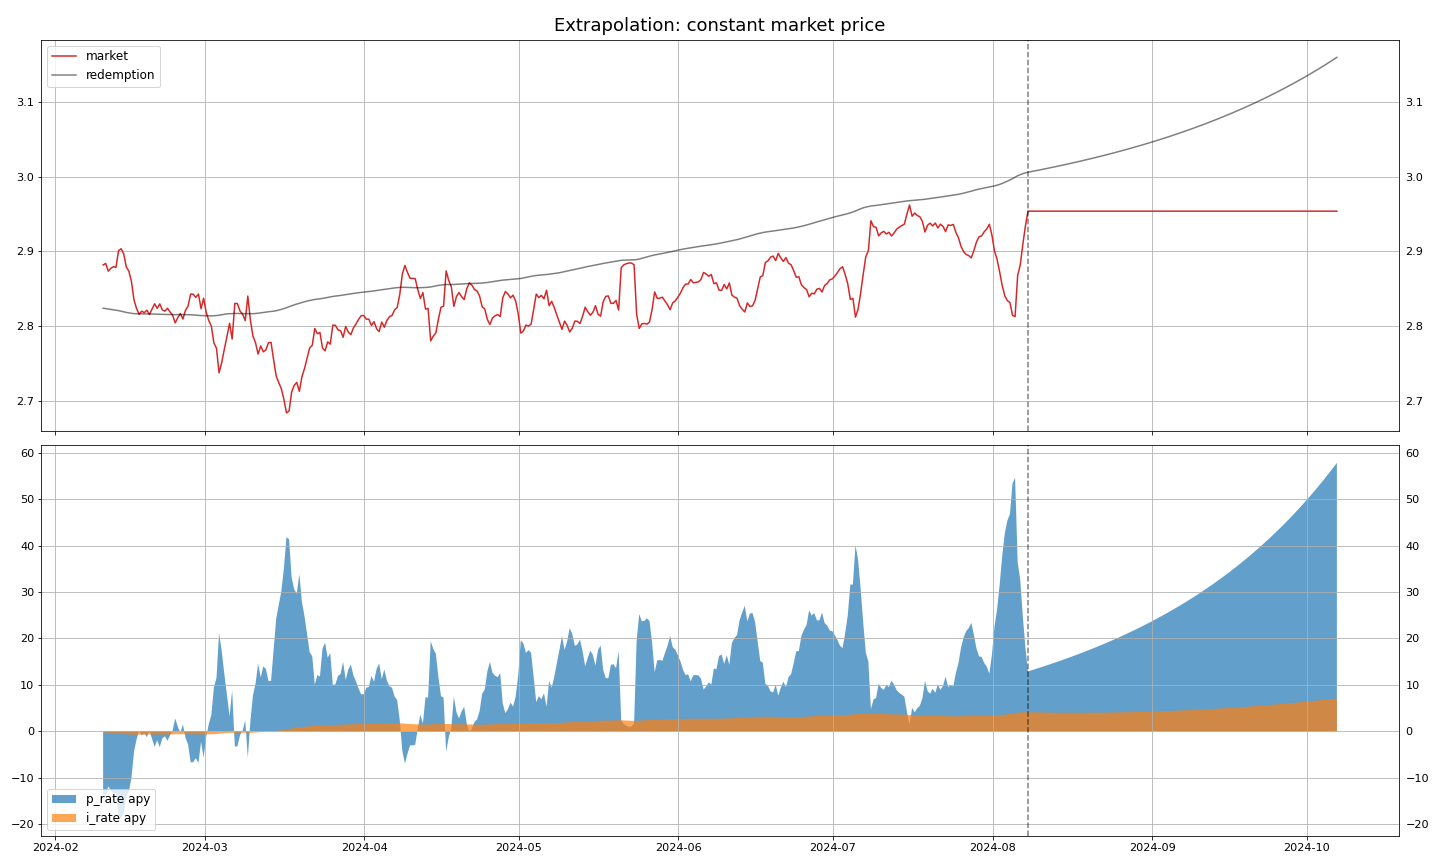 Extrapolation: constant market price
market
redemption
3.1 3.1
3.0 3.0
2.9 2.9
2.8 2.8
2.7 2.7
60 60
50 50
40 40
30 30
20 20
10 10
0 0
−10 −10
−20 −20
p_rate apy
i_rate apy
2024-02 2024-03 2024-04 2024-05 2024-06 2024-07 2024-08 2024-09 2024-10